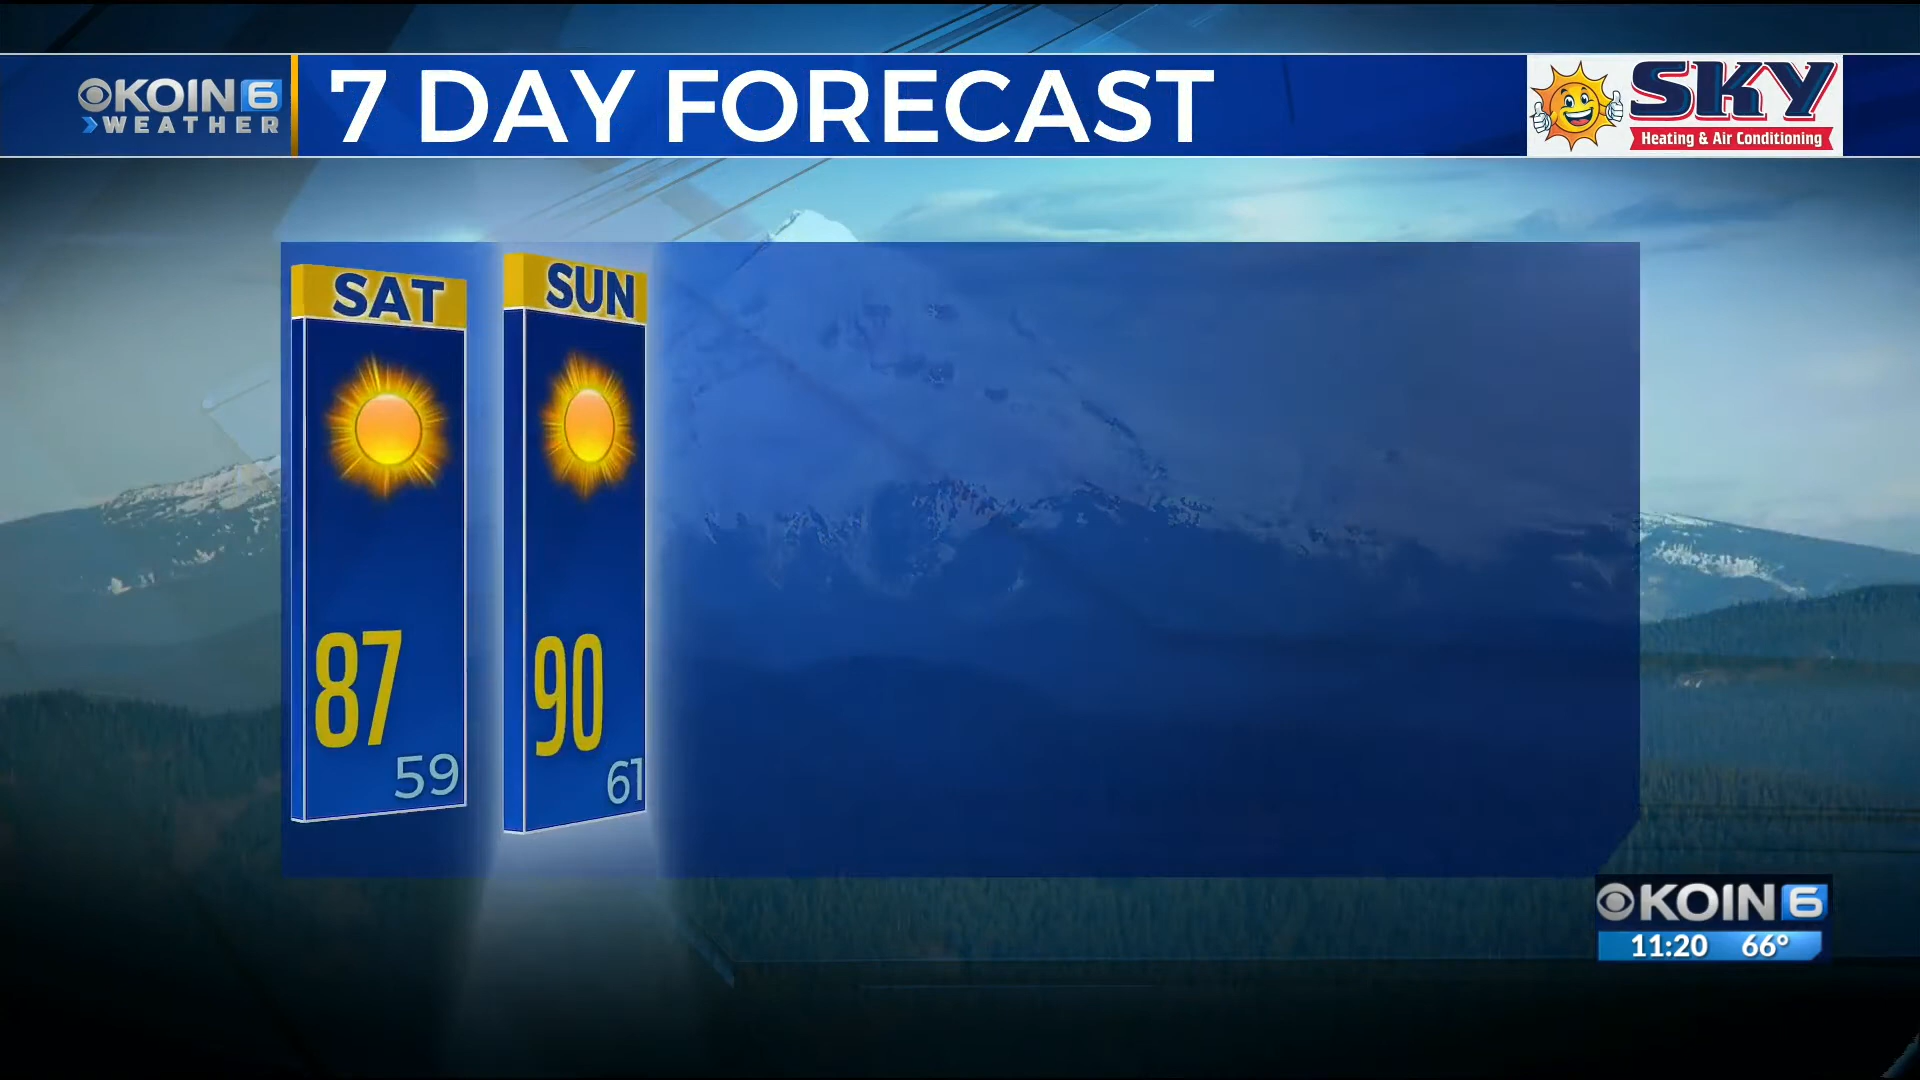 KOIN 6
WEATHER
7 DAY FORECAST
SKY
Heating & Air Conditioning
SAT
SUN
87
59
90
61
KOIN 6
11:20 66°